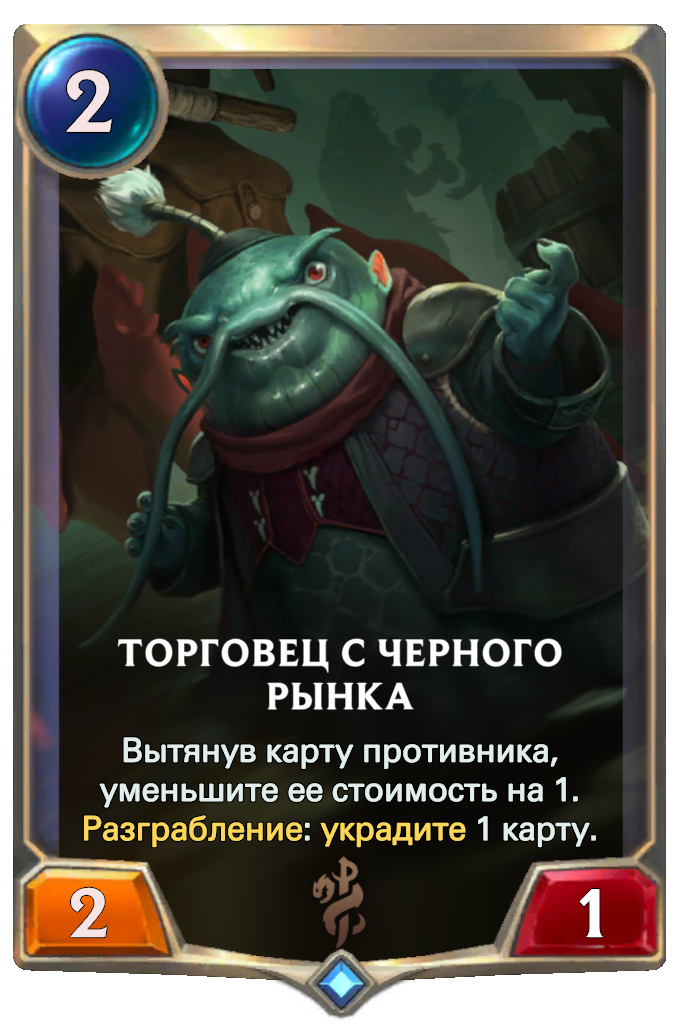 2
ТОРГОВЕЦ С ЧЕРНОГО
РЫНКА
Вытянув карту противника,
уменьшите ее стоимость на 1.
Разграбление: украдите 1 карту.
2
1